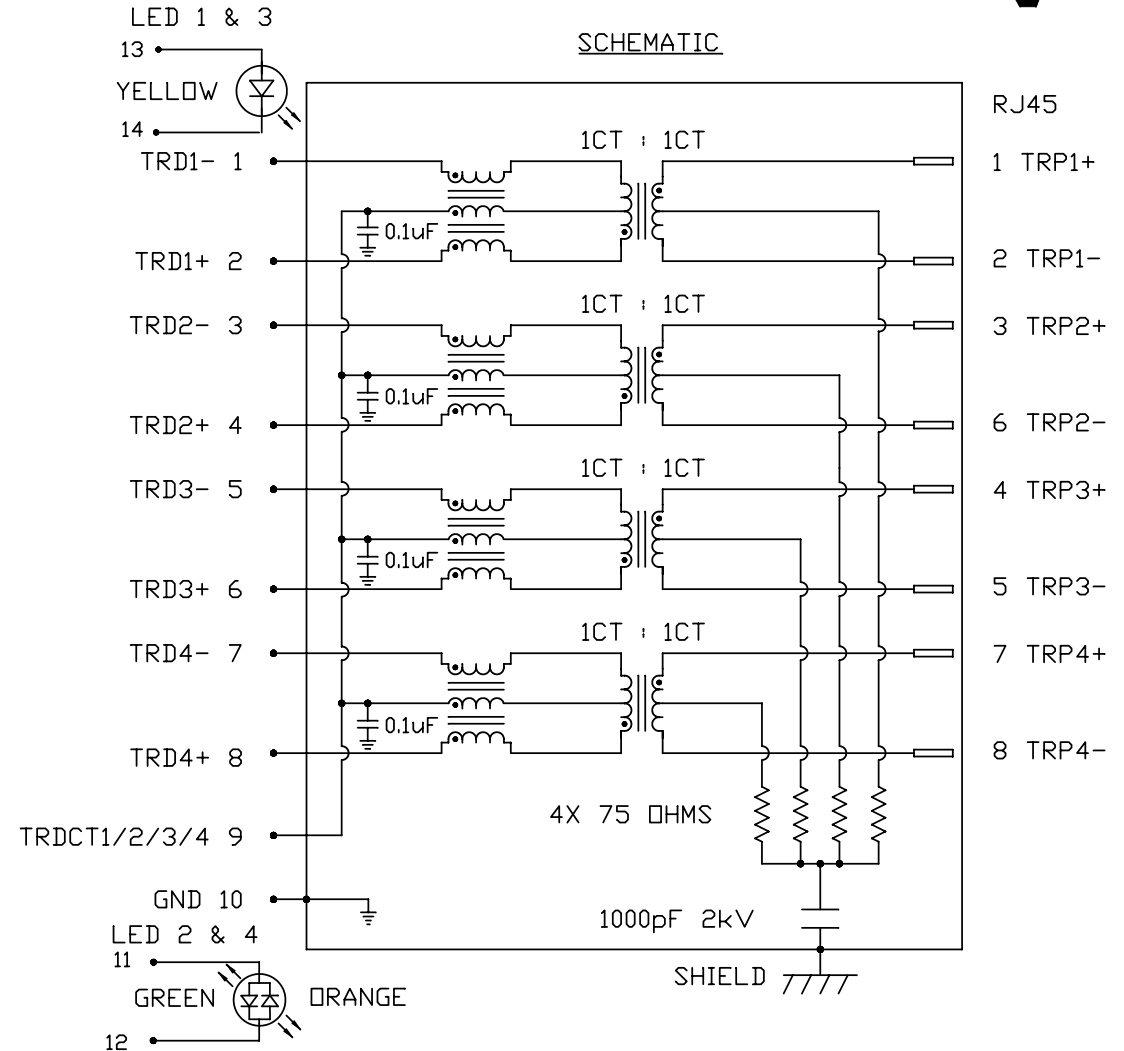 LED 1 & 3
13
SCHEMATIC
YELLOW
RJ45
14
1CT : 1CT
TRD1- 1
1 TRP1+
0.1uF
TRD1+ 2
2 TRP1-
1CT : 1CT
TRD2- 3
3 TRP2+
0.1uF
TRD2+ 4
6 TRP2-
1CT : 1CT
TRD3- 5
4 TRP3+
0.1uF
TRD3+ 6
5 TRP3-
1CT : 1CT
TRD4- 7
7 TRP4+
0.1uF
TRD4+ 8
8 TRP4-
4X 75 OHMS
TRDCT1/2/3/4 9
GND 10
1000pF 2kV
LED 2 & 4
11
SHIELD
GREEN
ORANGE
12